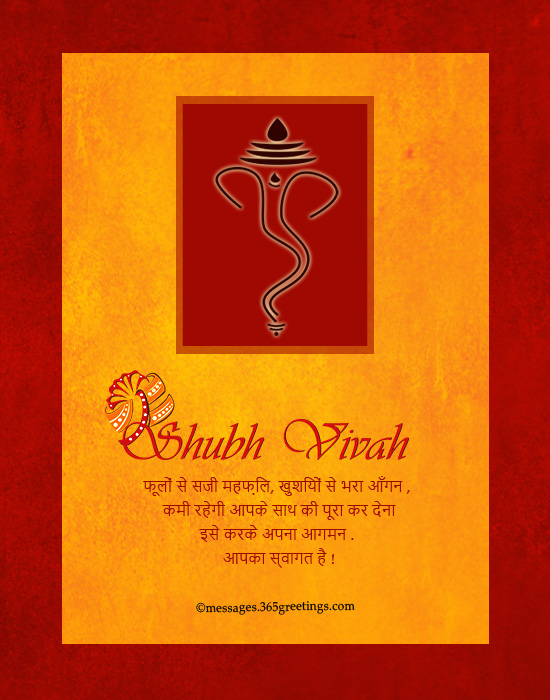 Shubh Vivah
फूलों से सजी महफ़लि, खुशयिों से भरा आँगन ,
कमी रहेगी आपके साथ की पूरा कर देना
इसे करके अपना आगमन .
आपका स्वागत है !
©messages.365greetings.com